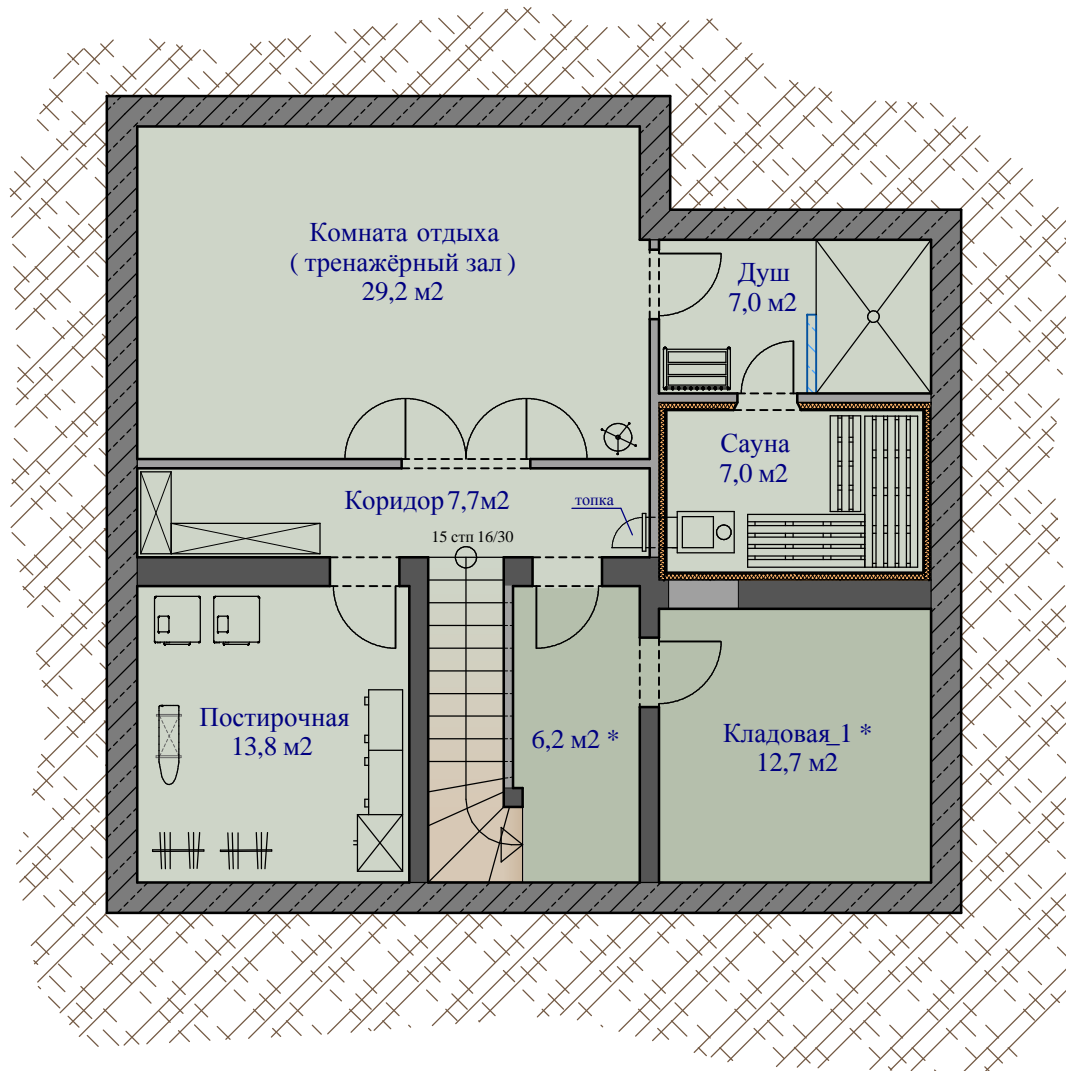 Комната отдыха
( тренажёрный зал )
29,2 м2
Душ
7,0 м2
Сауна
7,0 м2
Коридор 7,7м2
топка
15 стп 16/30
Постирочная
13,8 м2
6,2 м2 *
Кладовая_1 *
12,7 м2